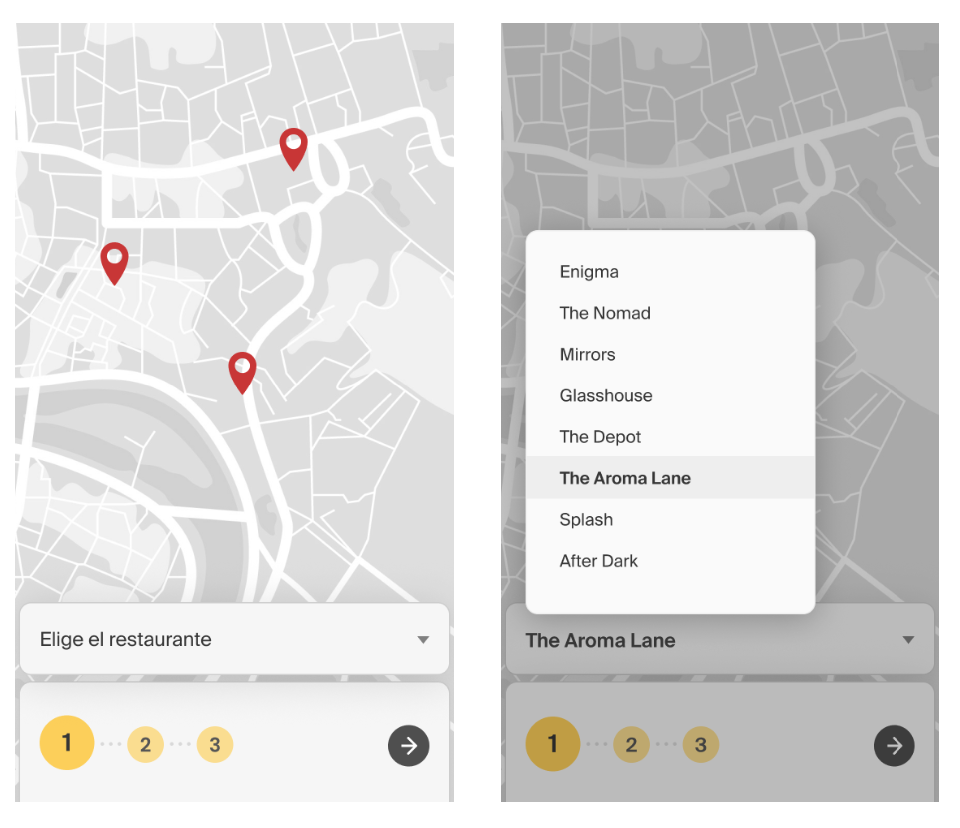 Elige el restaurante
1
2
3
Enigma
The Nomad
Mirrors
Glasshouse
The Depot
The Aroma Lane
Splash
After Dark
The Aroma Lane
1
2
3